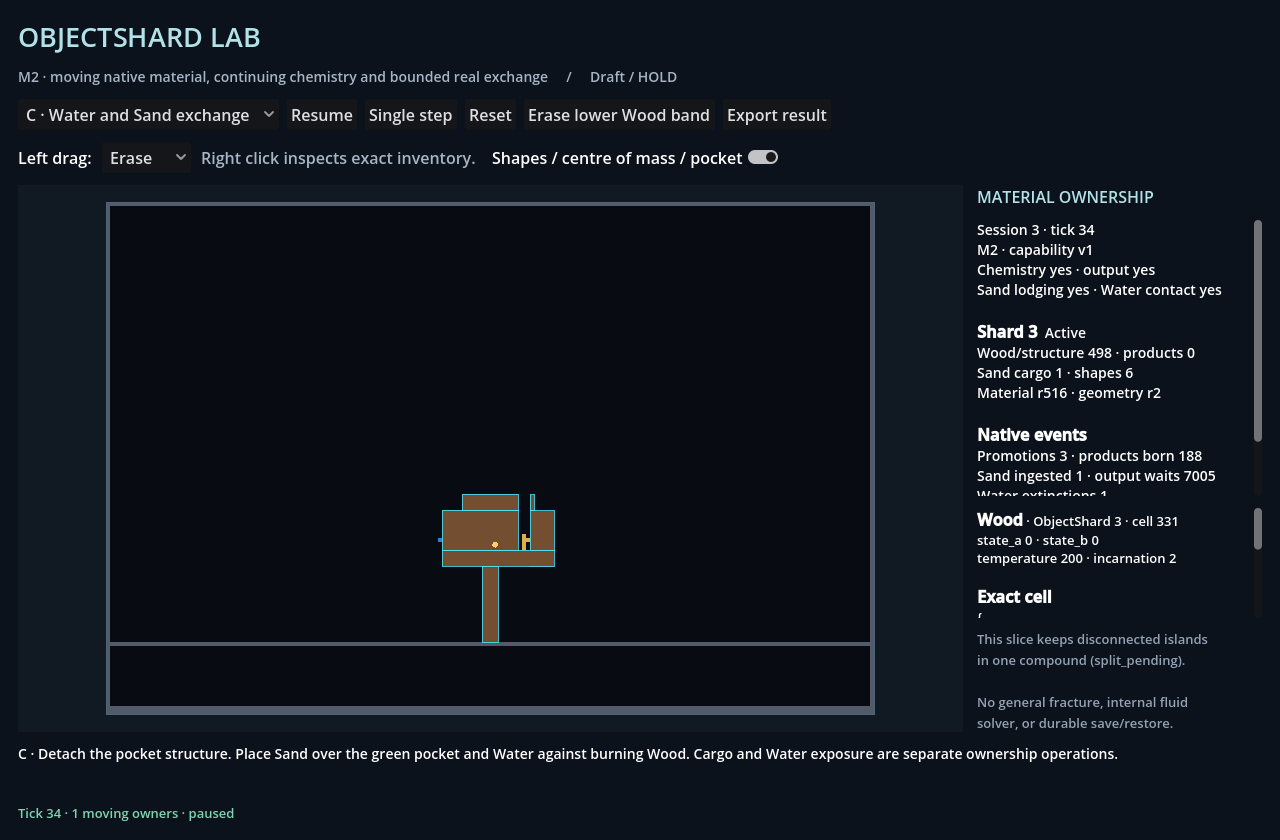 OBJECTSHARD LAB
M2 · moving native material, continuing chemistry and bounded real exchange / Draft / HOLD
C · Water and Sand exchange Resume Single step Reset Erase lower Wood band Export result
Left drag: Erase Right click inspects exact inventory. Shapes / centre of mass / pocket
MATERIAL OWNERSHIP
Session 3 · tick 34
M2 · capability v1
Chemistry yes · output yes
Sand lodging yes · Water contact yes
Shard 3 Active
Wood/structure 498 · products 0
Sand cargo 1 · shapes 6
Material r516 · geometry r2
Native events
Promotions 3 · products born 188
Sand ingested 1 · output waits 7005
Water extinctions 1
Wood · ObjectShard 3 · cell 331
state_a 0 · state_b 0
temperature 200 · incarnation 2
Exact cell
{
This slice keeps disconnected islands
in one compound (split_pending).
No general fracture, internal fluid
solver, or durable save/restore.
C · Detach the pocket structure. Place Sand over the green pocket and Water against burning Wood. Cargo and Water exposure are separate ownership operations.
Tick 34 · 1 moving owners · paused